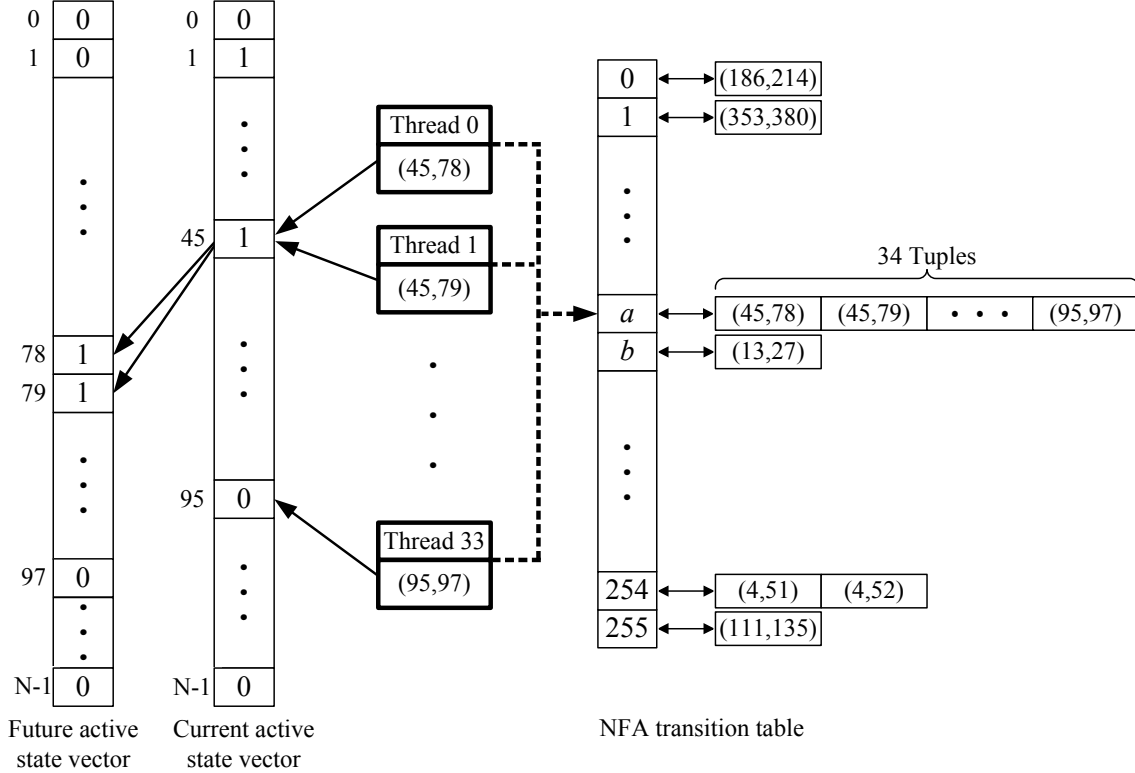 0 0
1 0
78 1
79 1
97 0
N-1 0
Future active
state vector
0 0
1 1
45 1
95 0
N-1 0
Current active
state vector
Thread 0
(45,78)
Thread 1
(45,79)
Thread 33
(95,97)
0 (186,214)
1 (353,380)
34 Tuples
a (45,78) (45,79) • • • (95,97)
b (13,27)
254 (4,51) (4,52)
255 (111,135)
NFA transition table